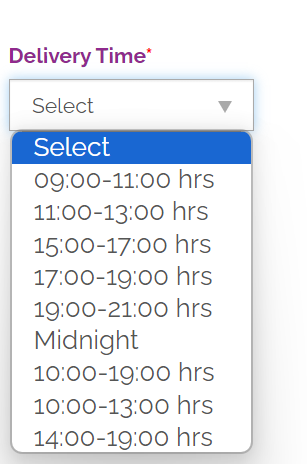 Delivery Time*
Select
Select
09:00-11:00 hrs
11:00-13:00 hrs
15:00-17:00 hrs
17:00-19:00 hrs
19:00-21:00 hrs
Midnight
10:00-19:00 hrs
10:00-13:00 hrs
14:00-19:00 hrs